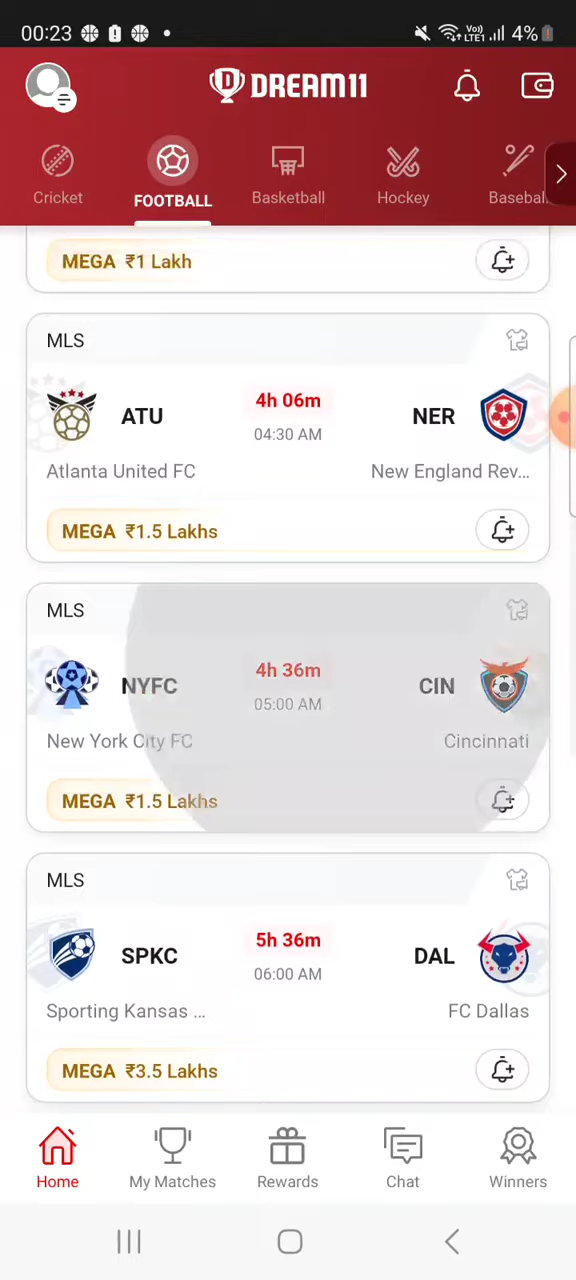 00:23 Vo) LTE1 4%
DREAM11
Cricket FOOTBALL Basketball Hockey Basebal
MEGA ₹1 Lakh
MLS
ATU 4h 06m NER
04:30 AM
Atlanta United FC New England Rev...
MEGA ₹1.5 Lakhs
MLS
NYFC 4h 36m CIN
05:00 AM
New York City FC Cincinnati
MEGA ₹1.5 Lakhs
MLS
SPKC 5h 36m DAL
06:00 AM
Sporting Kansas ... FC Dallas
MEGA ₹3.5 Lakhs
Home My Matches Rewards Chat Winners